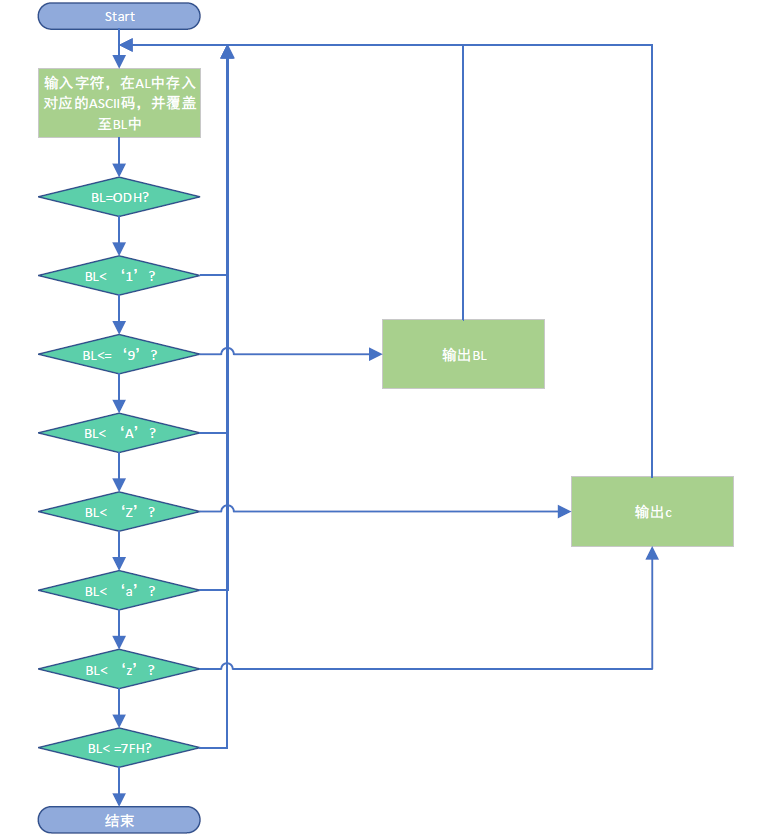 Start
输入字符，在AL中存入
对应的ASCII码，并覆盖
至BL中
BL=ODH?
BL< ‘1’ ?
BL<= ‘9’ ?
输出BL
BL< ‘A’ ?
BL< ‘Z’ ?
输出c
BL< ‘a’ ?
BL< ‘z’ ?
BL< =7FH?
结束